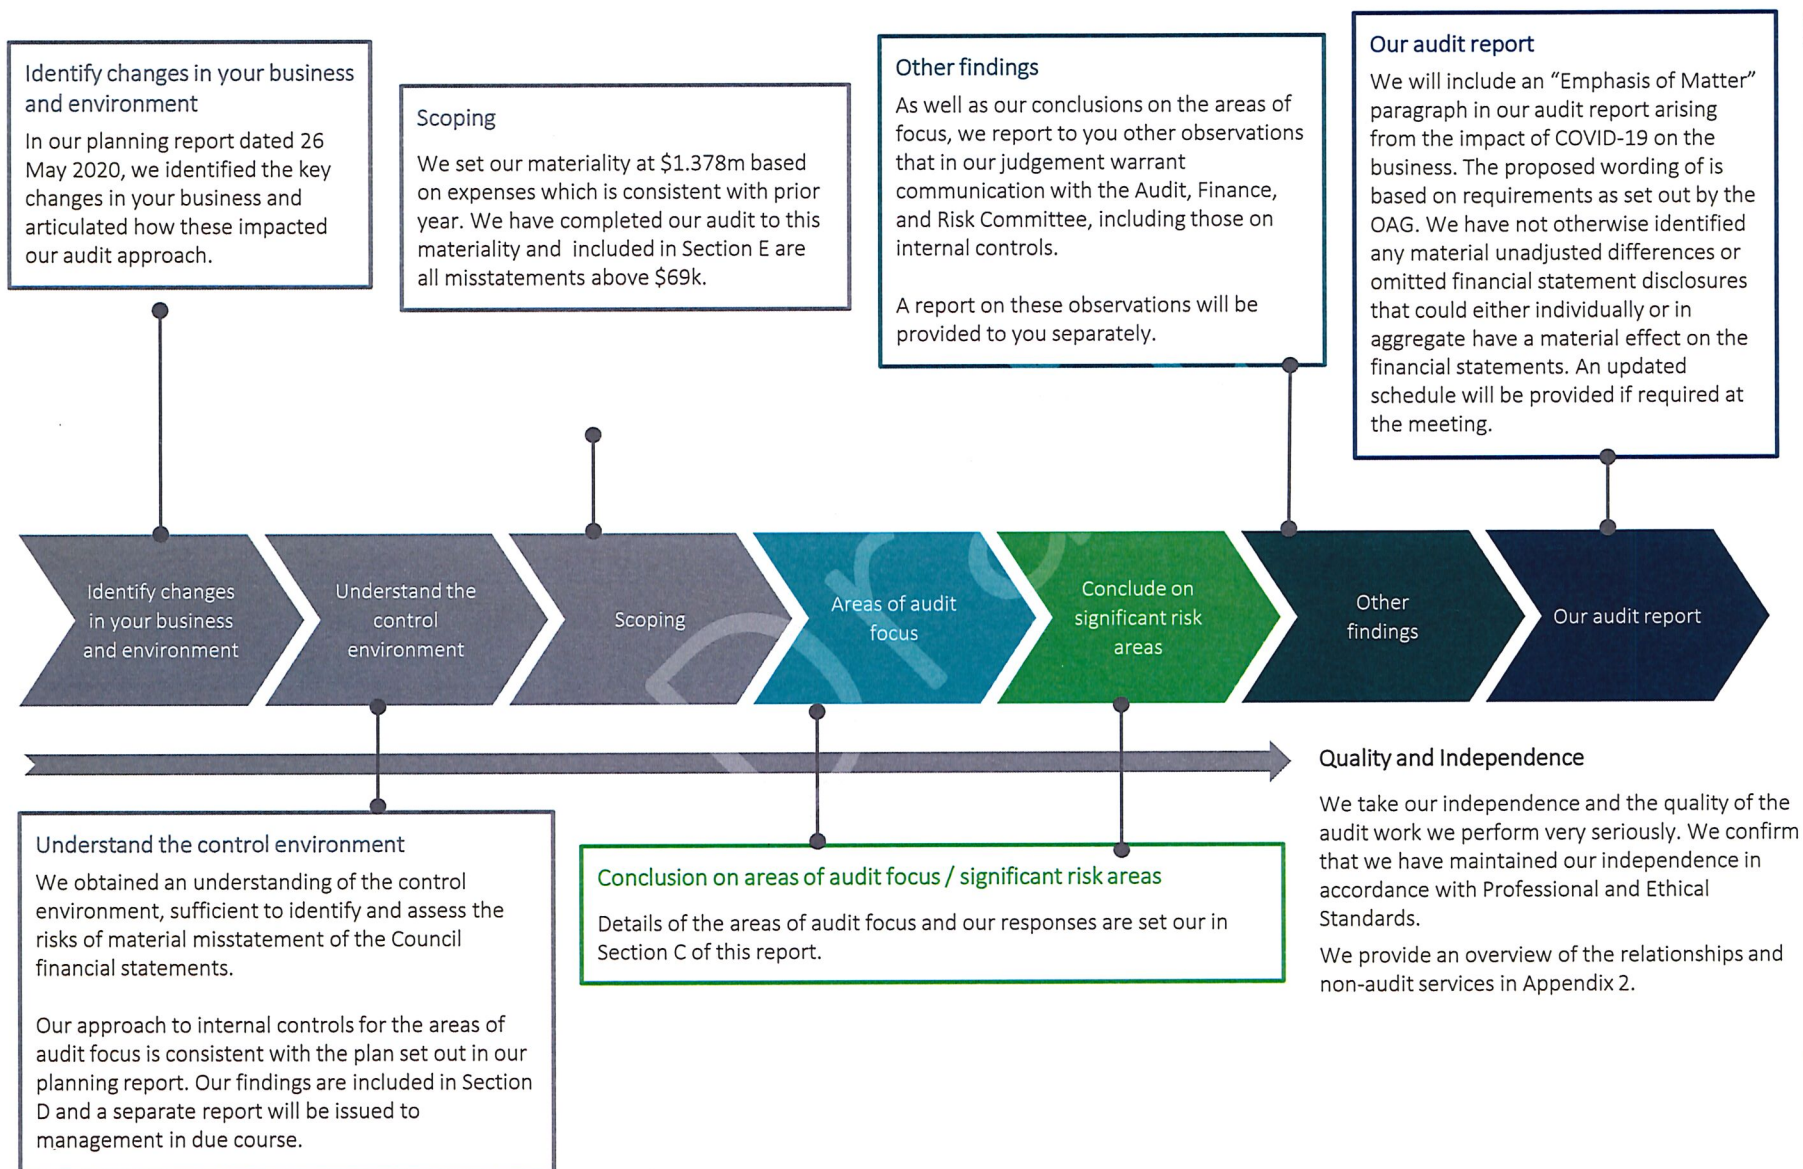 Identify changes in your business
and environment
In our planning report dated 26
May 2020, we identified the key
changes in your business and
articulated how these impacted
our audit approach.
Scoping
We set our materiality at $1.378m based
on expenses which is consistent with prior
year. We have completed our audit to this
materiality and included in Section E are
all misstatements above $69k.
Other findings
As well as our conclusions on the areas of
focus, we report to you other observations
that in our judgement warrant
communication with the Audit, Finance,
and Risk Committee, including those on
internal controls.
A report on these observations will be
provided to you separately.
Our audit report
We will include an “Emphasis of Matter”
paragraph in our audit report arising
from the impact of COVID-19 on the
business. The proposed wording of is
based on requirements as set out by the
OAG. We have not otherwise identified
any material unadjusted differences or
omitted financial statement disclosures
that could either individually or in
aggregate have a material effect on the
financial statements. An updated
schedule will be provided if required at
the meeting.
Identify changes
in your business
and environment
Understand the
control
environment
Scoping
Areas of audit
focus
Conclude on
significant risk
areas
Other
findings
Our audit report
Understand the control environment
We obtained an understanding of the control
environment, sufficient to identify and assess the
risks of material misstatement of the Council
financial statements.
Our approach to internal controls for the areas of
audit focus is consistent with the plan set out in our
planning report. Our findings are included in Section
D and a separate report will be issued to
management in due course.
Conclusion on areas of audit focus / significant risk areas
Details of the areas of audit focus and our responses are set our in
Section C of this report.
Quality and Independence
We take our independence and the quality of the
audit work we perform very seriously. We confirm
that we have maintained our independence in
accordance with Professional and Ethical
Standards.
We provide an overview of the relationships and
non-audit services in Appendix 2.